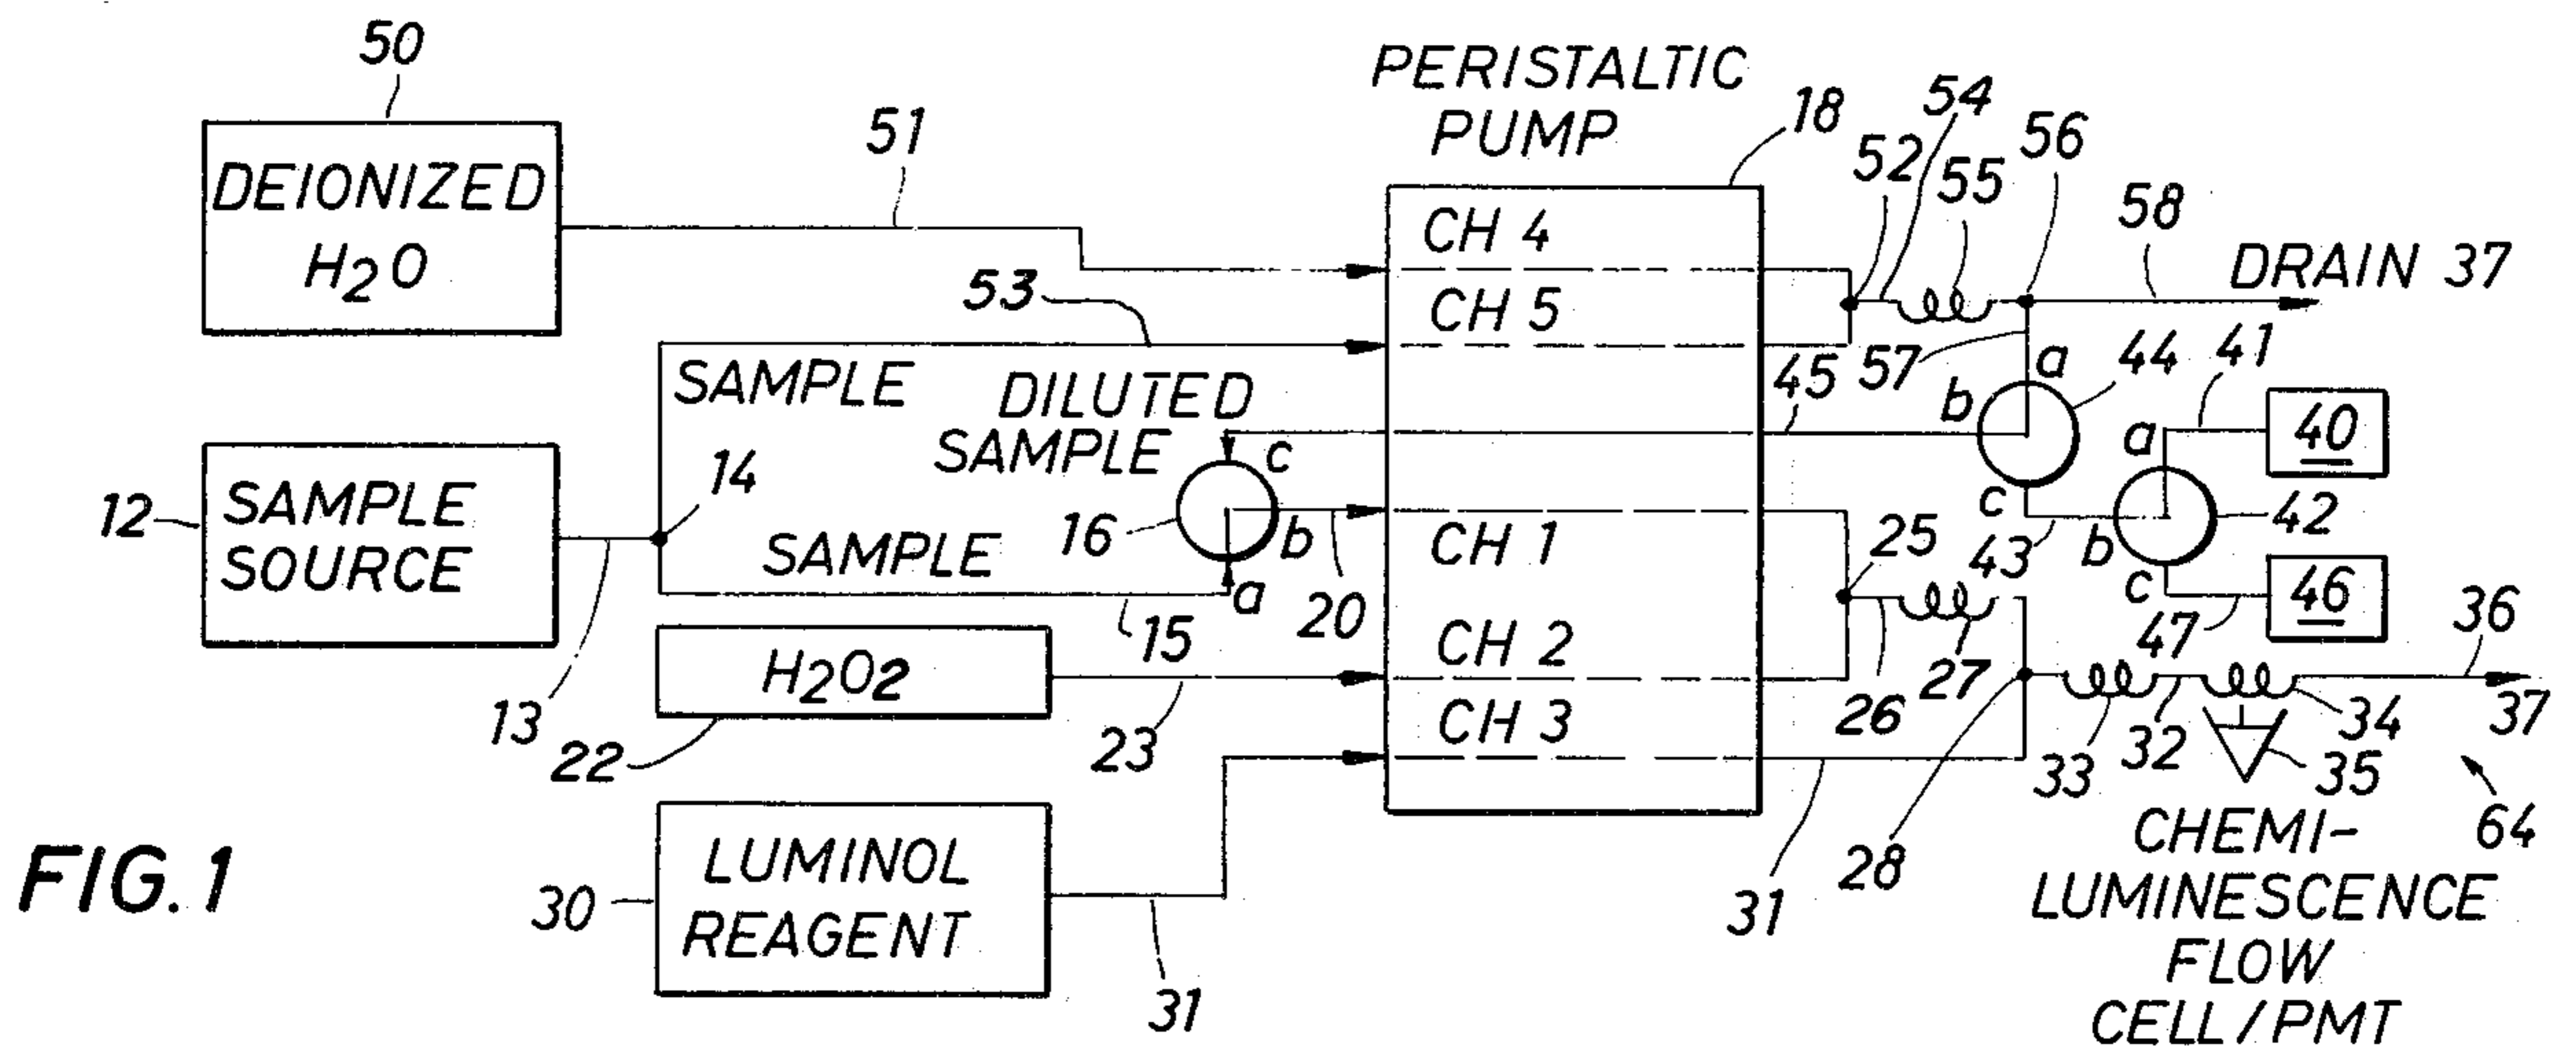 50
DEIONIZED
H2O
51
53
PERISTALTIC
PUMP
18
52
54
55
56
58
DRAIN 37
CH 4
CH 5
SAMPLE
DILUTED
SAMPLE
c
45
57
a
b
44
41
40
12
SAMPLE
SOURCE
14
16
b
a
SAMPLE
15
20
CH 1
25
c
43
a
b
42
c
46
47
36
13
H2O2
22
23
CH 2
26
27
CH 3
33
32
34
35
37
64
FIG. 1
30
LUMINOL
REAGENT
31
31
28
CHEMI-
LUMINESCENCE
FLOW
CELL/PMT